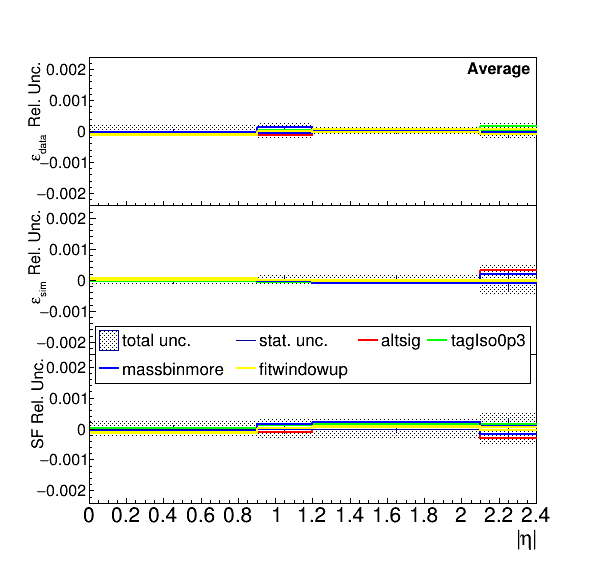 Average
ε_data Rel. Unc.
0.002
0.001
0
−0.001
−0.002
ε_sim Rel. Unc.
0.002
0.001
0
−0.001
−0.002
total unc. stat. unc. altsig tagIso0p3
massbinmore fitwindowup
SF Rel. Unc.
0.002
0.001
0
−0.001
−0.002
0 0.2 0.4 0.6 0.8 1 1.2 1.4 1.6 1.8 2 2.2 2.4
|η|